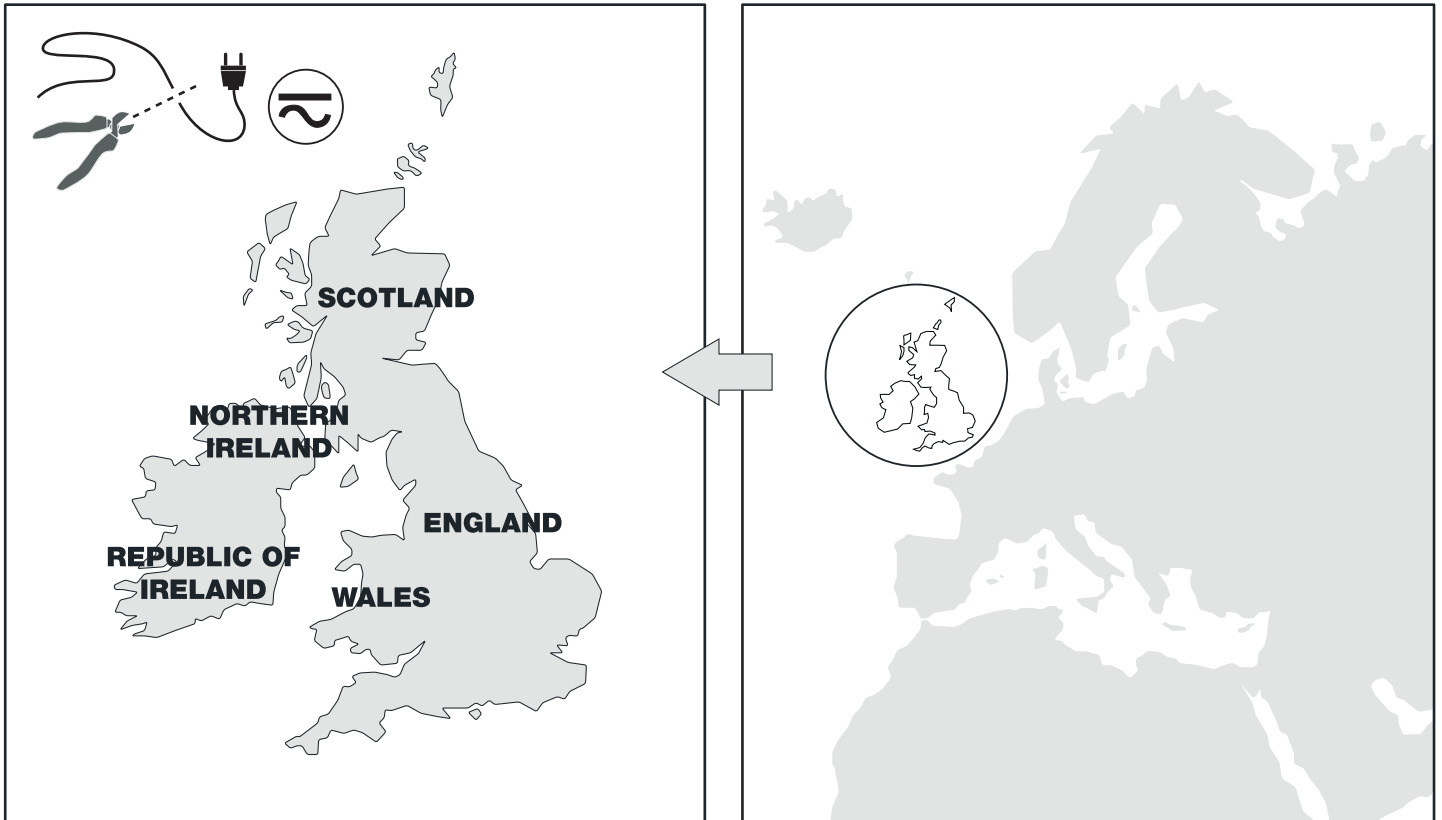 SCOTLAND
NORTHERN
IRELAND
ENGLAND
REPUBLIC OF
IRELAND
WALES